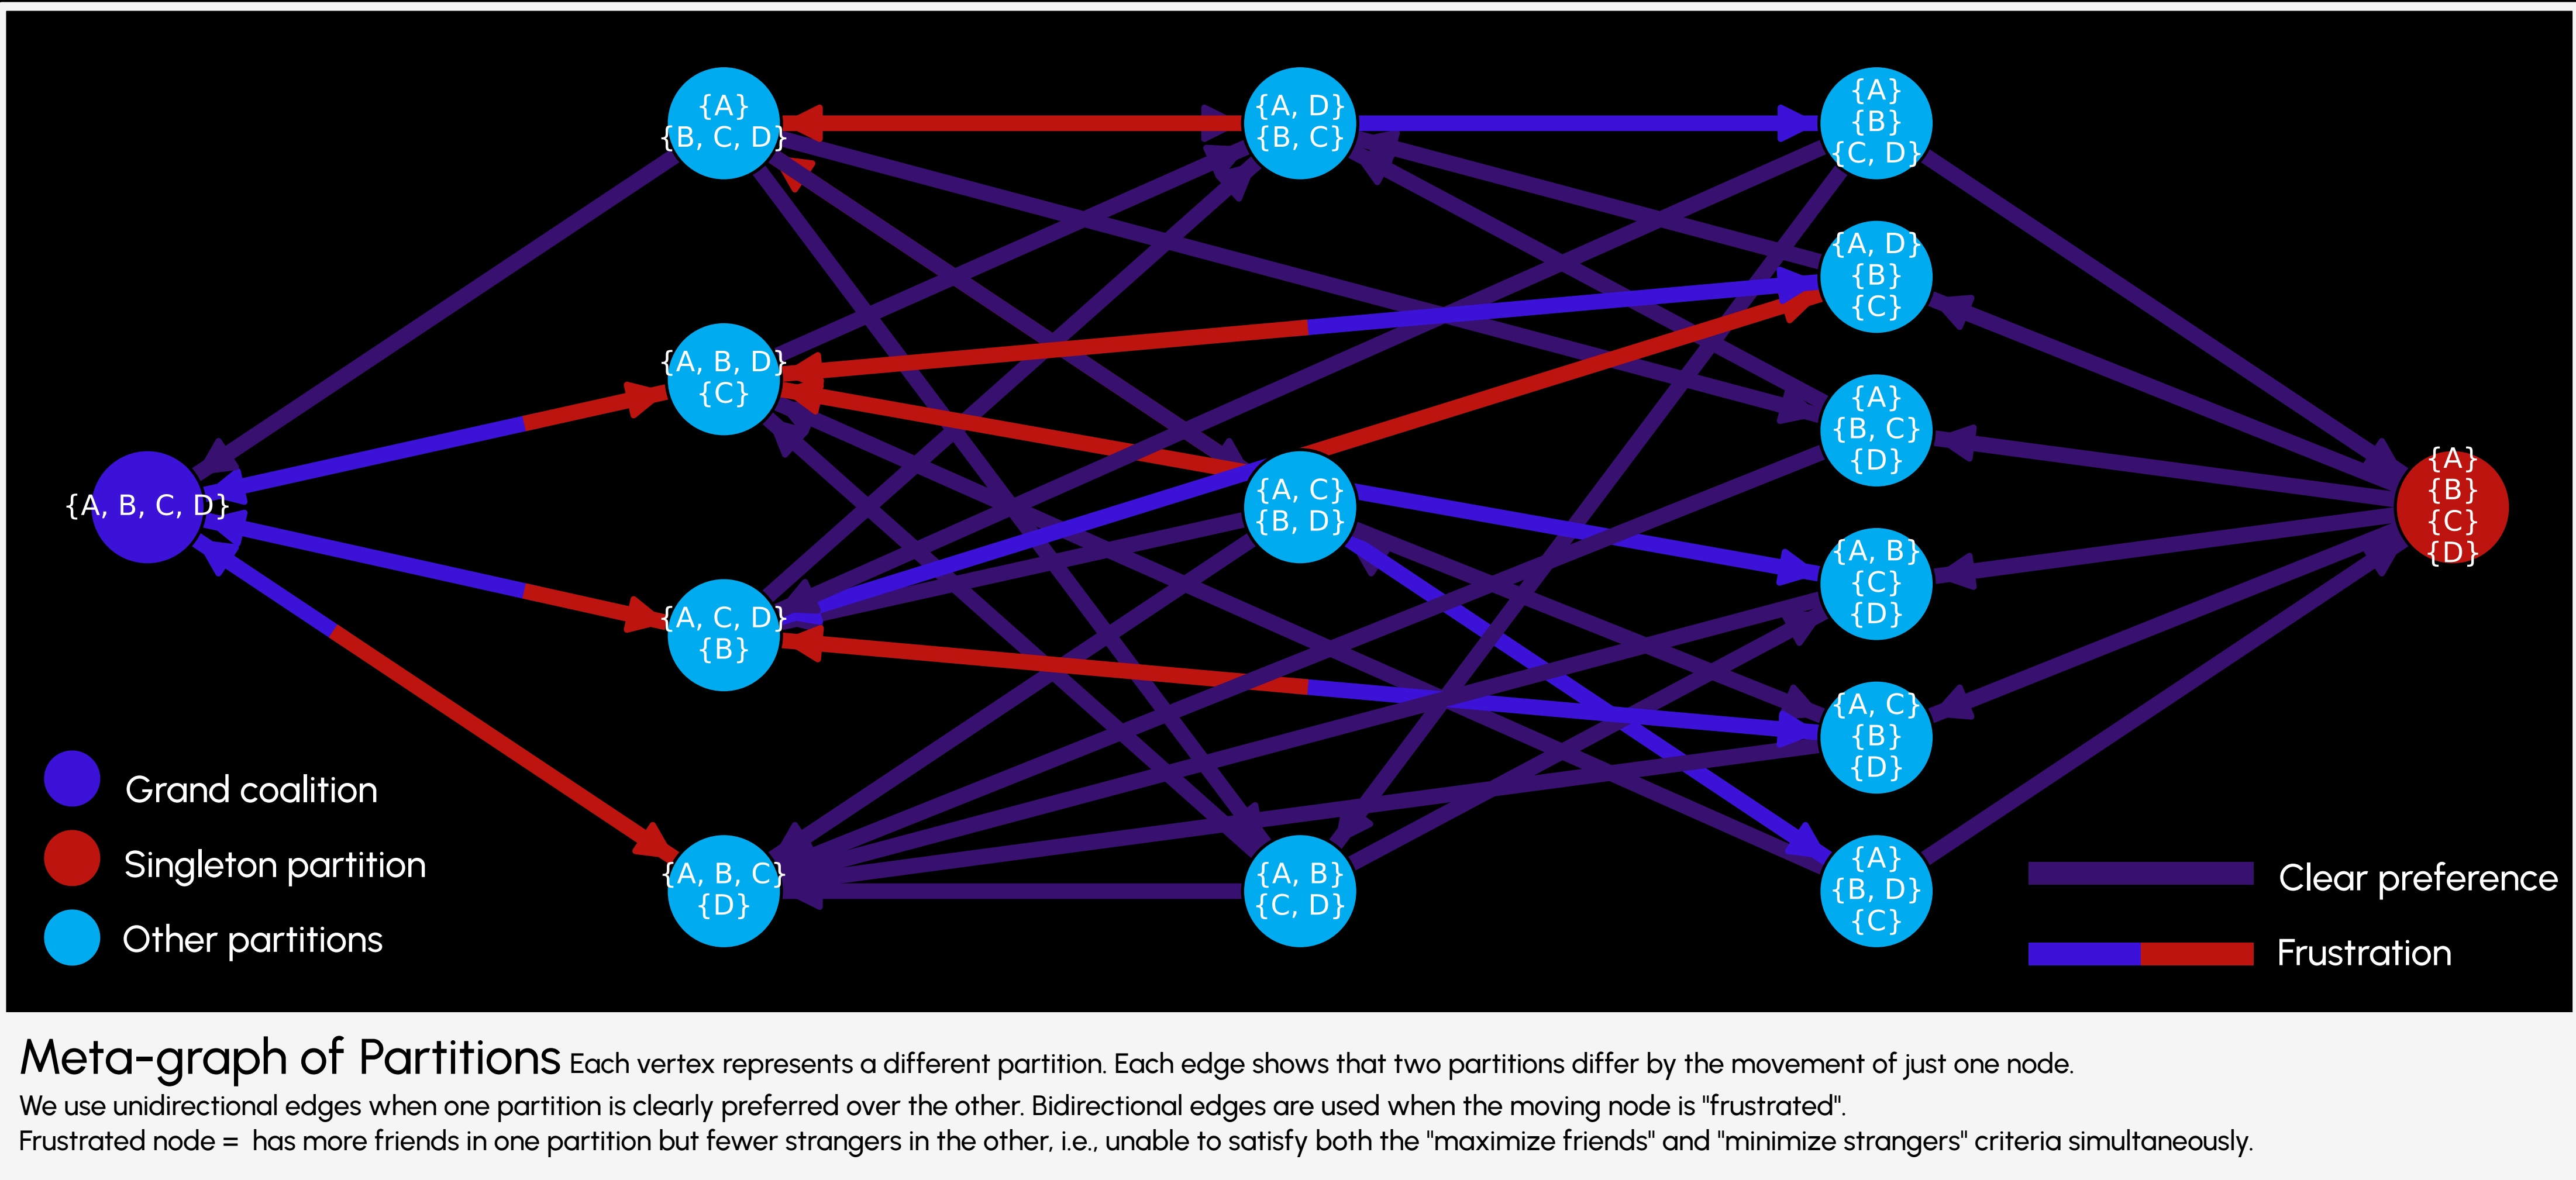 {A}
{B, C, D}
{A, D}
{B, C}
{A}
{B}
{C, D}
{A, D}
{B}
{C}
{A, B, D}
{C}
{A}
{B, C}
{D}
{A, B, C, D}
{A, C}
{B, D}
{A}
{B}
{C}
{D}
{A, B}
{C}
{D}
{A, C, D}
{B}
{A, C}
{B}
{D}
{A, B, C}
{D}
{A, B}
{C, D}
{A}
{B, D}
{C}
Grand coalition
Singleton partition
Other partitions
Clear preference
Frustration
Meta-graph of Partitions Each vertex represents a different partition. Each edge shows that two partitions differ by the movement of just one node.
We use unidirectional edges when one partition is clearly preferred over the other. Bidirectional edges are used when the moving node is "frustrated".
Frustrated node = has more friends in one partition but fewer strangers in the other, i.e., unable to satisfy both the "maximize friends" and "minimize strangers" criteria simultaneously.